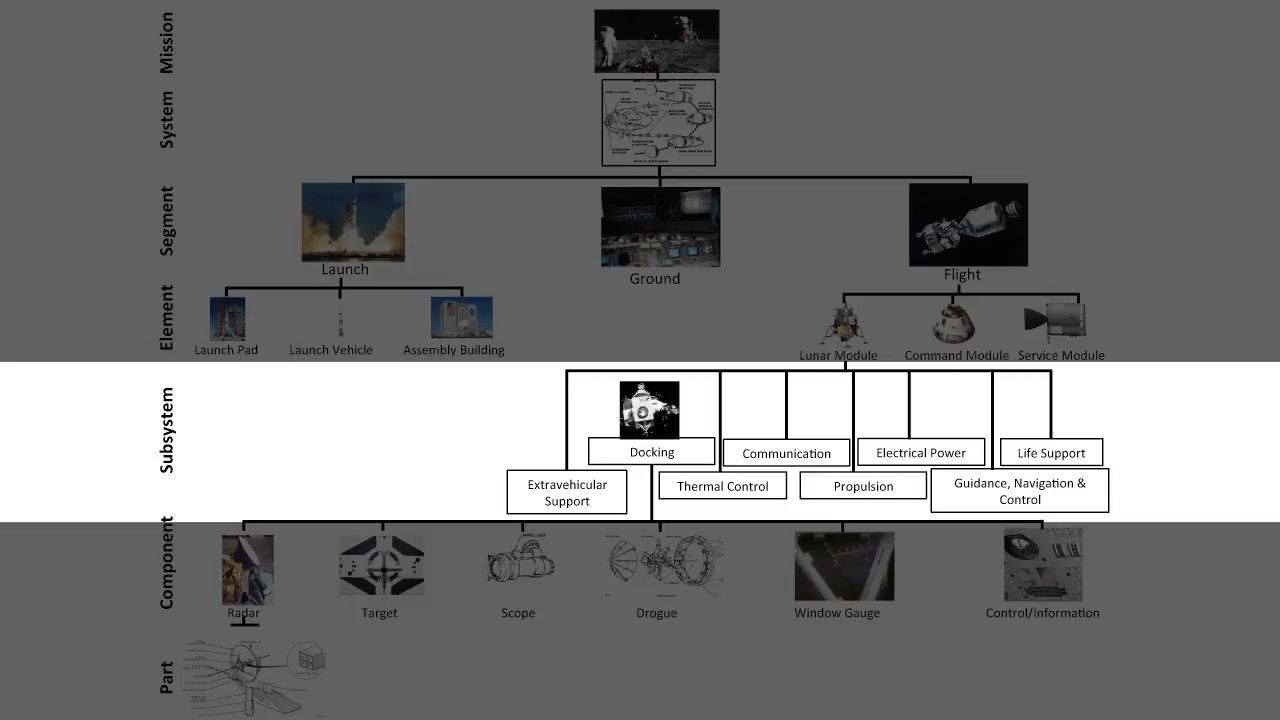 Mission
System
Segment
Launch
Ground
Flight
Element
Launch Pad
Launch Vehicle
Assembly Building
Lunar Module
Command Module
Service Module
Subsystem
Docking
Communication
Electrical Power
Life Support
Extravehicular
Support
Thermal Control
Propulsion
Guidance, Navigation &
Control
Component
Radar
Target
Scope
Drogue
Window Gauge
Control/Information
Part